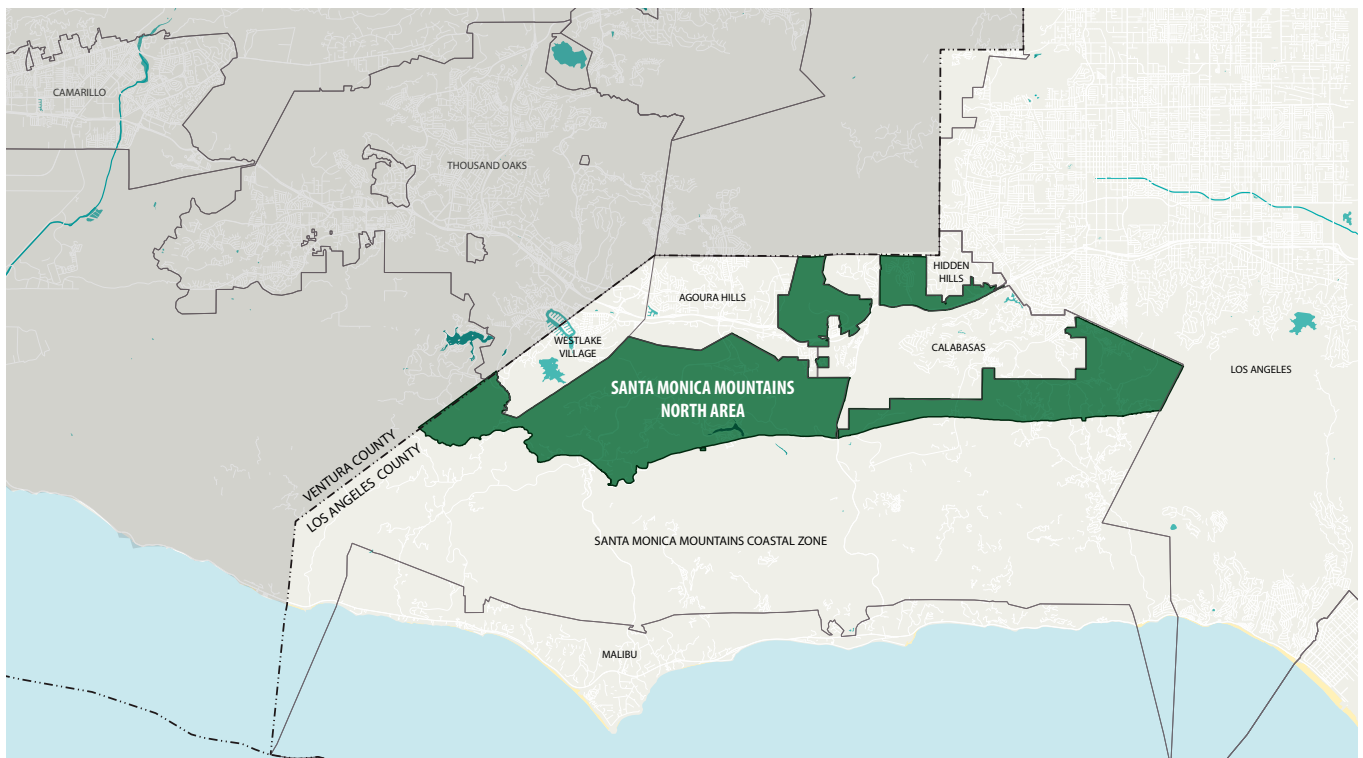 CAMARILLO
THOUSAND OAKS
HIDDEN
HILLS
AGOURA HILLS
WESTLAKE
VILLAGE
CALABASAS
LOS ANGELES
SANTA MONICA MOUNTAINS
NORTH AREA
VENTURA COUNTY
LOS ANGELES COUNTY
SANTA MONICA MOUNTAINS COASTAL ZONE
MALIBU